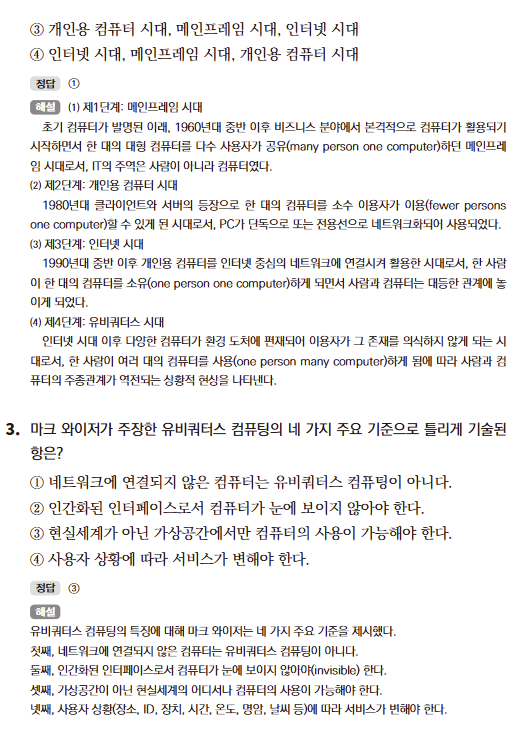 ③ 개인용 컴퓨터 시대, 메인프레임 시대, 인터넷 시대
④ 인터넷 시대, 메인프레임 시대, 개인용 컴퓨터 시대
정답 ①
해설 (1) 제1단계: 메인프레임 시대
초기 컴퓨터가 발명된 이래, 1960년대 중반 이후 비즈니스 분야에서 본격적으로 컴퓨터가 활용되기
시작하면서 한 대의 대형 컴퓨터를 다수 사용자가 공유(many person one computer)하던 메인프레
임 시대로서, IT의 주역은 사람이 아니라 컴퓨터였다.
(2) 제2단계: 개인용 컴퓨터 시대
1980년대 클라이언트와 서버의 등장으로 한 대의 컴퓨터를 소수 이용자가 이용(fewer persons
one computer)할 수 있게 된 시대로서, PC가 단독으로 또는 전용선으로 네트워크화되어 사용되었다.
(3) 제3단계: 인터넷 시대
1990년대 중반 이후 개인용 컴퓨터를 인터넷 중심의 네트워크에 연결시켜 활용한 시대로서, 한 사람
이 한 대의 컴퓨터를 소유(one person one computer)하게 되면서 사람과 컴퓨터는 대등한 관계에 놓
이게 되었다.
(4) 제4단계: 유비쿼터스 시대
인터넷 시대 이후 다양한 컴퓨터가 환경 도처에 편재되어 이용자가 그 존재를 의식하지 않게 되는 시
대로서, 한 사람이 여러 대의 컴퓨터를 사용(one person many computer)하게 됨에 따라 사람과 컴
퓨터의 주종관계가 역전되는 상황적 현상을 나타낸다.
3. 마크 와이저가 주장한 유비쿼터스 컴퓨팅의 네 가지 주요 기준으로 틀리게 기술된
항은?
① 네트워크에 연결되지 않은 컴퓨터는 유비쿼터스 컴퓨팅이 아니다.
② 인간화된 인터페이스로서 컴퓨터가 눈에 보이지 않아야 한다.
③ 현실세계가 아닌 가상공간에서만 컴퓨터의 사용이 가능해야 한다.
④ 사용자 상황에 따라 서비스가 변해야 한다.
정답 ③
해설
유비쿼터스 컴퓨팅의 특징에 대해 마크 와이저는 네 가지 주요 기준을 제시했다.
첫째, 네트워크에 연결되지 않은 컴퓨터는 유비쿼터스 컴퓨팅이 아니다.
둘째, 인간화된 인터페이스로서 컴퓨터가 눈에 보이지 않아야(invisible) 한다.
셋째, 가상공간이 아닌 현실세계의 어디서나 컴퓨터의 사용이 가능해야 한다.
넷째, 사용자 상황(장소, ID, 장치, 시간, 온도, 명암, 날씨 등)에 따라 서비스가 변해야 한다.